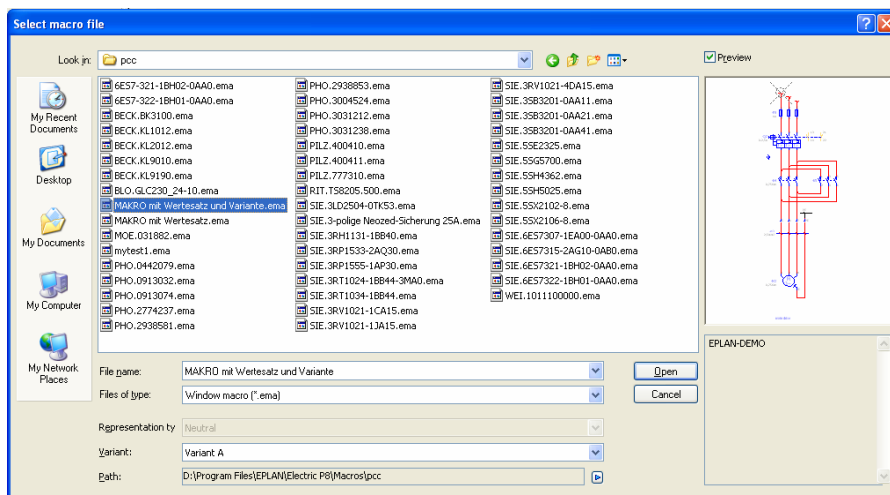 Select macro file
Look in: pcc
Preview
My Recent Documents
Desktop
My Documents
My Computer
My Network Places
6ES7-321-1BH02-0AA0.ema
6ES7-322-1BH01-0AA0.ema
BECK.BK3100.ema
BECK.KL1012.ema
BECK.KL2012.ema
BECK.KL9010.ema
BECK.KL9190.ema
BLO.GLC230_24-10.ema
MAKRO mit Wertesatz und Variante.ema
MAKRO mit Wertesatz.ema
MOE.031882.ema
mytest1.ema
PHO.0442079.ema
PHO.0913032.ema
PHO.0913074.ema
PHO.2774237.ema
PHO.2938581.ema
PHO.2938853.ema
PHO.3004524.ema
PHO.3031212.ema
PHO.3031238.ema
PILZ.400410.ema
PILZ.400411.ema
PILZ.777310.ema
RIT.TS8205.500.ema
SIE.3LD2504-0TK53.ema
SIE.3-polige Neozed-Sicherung 25A.ema
SIE.3RH1131-1BB40.ema
SIE.3RP1533-2AQ30.ema
SIE.3RP1555-1AP30.ema
SIE.3RT1024-1BB44-3MA0.ema
SIE.3RT1034-1BB44.ema
SIE.3RV1021-1CA15.ema
SIE.3RV1021-1JA15.ema
SIE.3RV1021-4DA15.ema
SIE.3SB3201-0AA11.ema
SIE.3SB3201-0AA21.ema
SIE.3SB3201-0AA41.ema
SIE.5SE2325.ema
SIE.5SG5700.ema
SIE.5SH4362.ema
SIE.5SH5025.ema
SIE.5SX2102-8.ema
SIE.5SX2106-8.ema
SIE.6ES7307-1EA00-0AA0.ema
SIE.6ES7315-2AG10-0AB0.ema
SIE.6ES7321-1BH02-0AA0.ema
SIE.6ES7322-1BH01-0AA0.ema
WEI.1011100000.ema
EPLAN-DEMO
File name: MAKRO mit Wertesatz und Variante Open
Files of type: Window macro (*.ema) Cancel
Representation ty Neutral
Variant: Variant A
Path: D:\Program Files\EPLAN\Electric P8\Macros\pcc